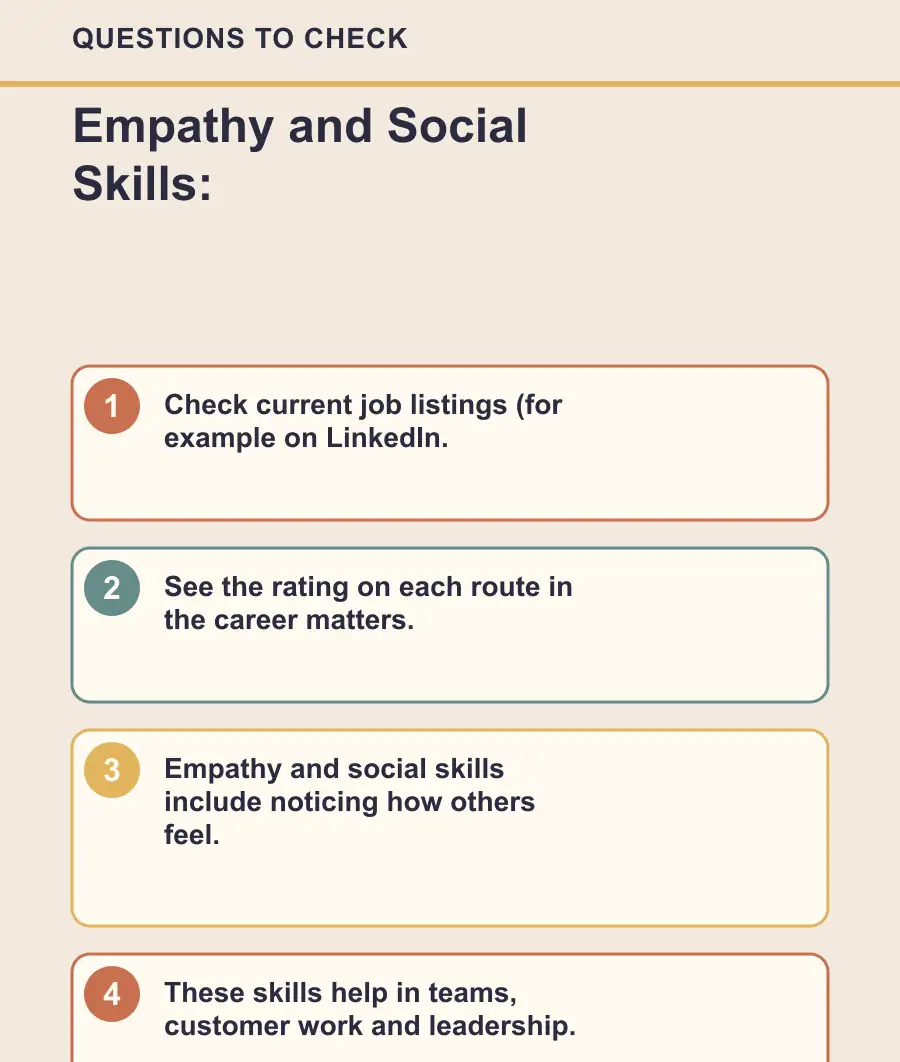 QUESTIONS TO CHECK
Empathy and Social
Skills:
1
Check current job listings (for
example on LinkedIn.
2
See the rating on each route in
the career matters.
3
Empathy and social skills
include noticing how others
feel.
4
These skills help in teams,
customer work and leadership.